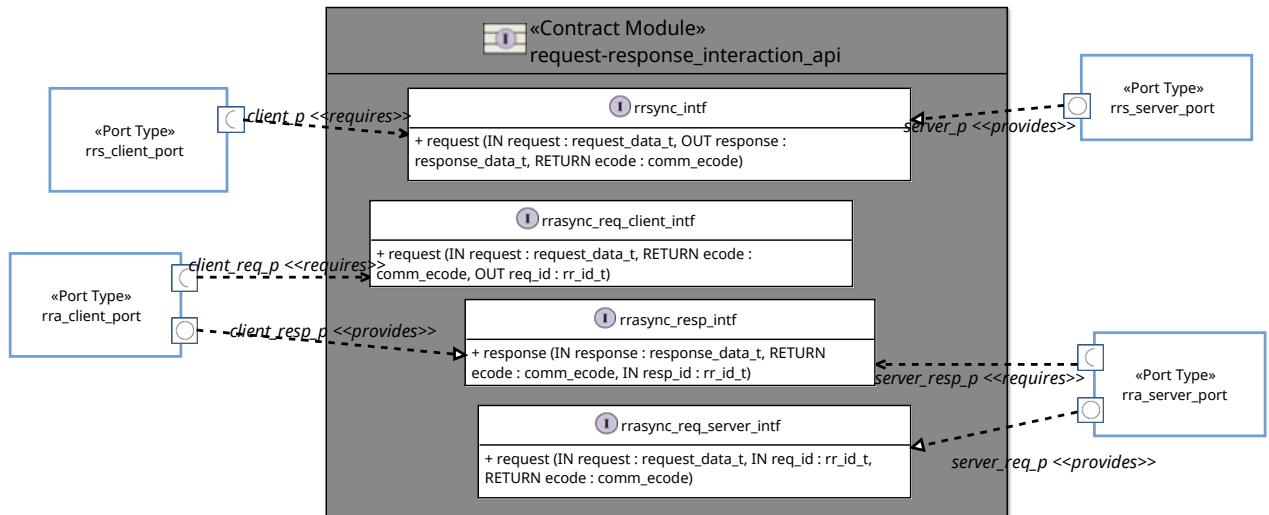 «Contract Module»
request-response_interaction_api
«Port Type»
rrs_client_port
client_p <<requires>>
I rrsync_intf
+ request (IN request : request_data_t, OUT response :
response_data_t, RETURN ecode : comm_ecode)
server_p <<provides>>
«Port Type»
rrs_server_port
I rrasync_req_client_intf
+ request (IN request : request_data_t, RETURN ecode :
comm_ecode, OUT req_id : rr_id_t)
client_req_p <<requires>>
«Port Type»
rra_client_port
client_resp_p <<provides>>
I rrasync_resp_intf
+ response (IN response : response_data_t, RETURN
ecode : comm_ecode, IN resp_id : rr_id_t)
server_resp_p <<requires>>
«Port Type»
rra_server_port
I rrasync_req_server_intf
+ request (IN request : request_data_t, IN req_id : rr_id_t,
RETURN ecode : comm_ecode)
server_req_p <<provides>>